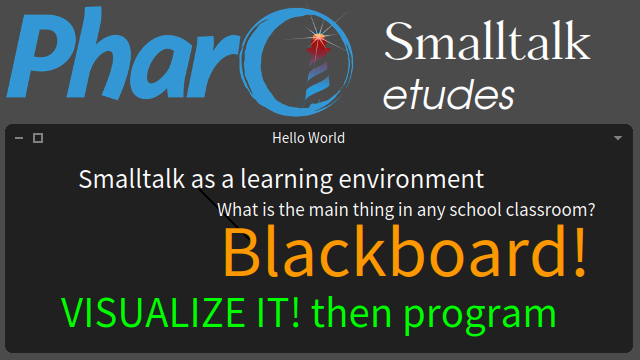 Pharo
Smalltalk
etudes
Hello World
Smalltalk as a learning environment
What is the main thing in any school classroom?
Blackboard!
VISUALIZE IT! then program